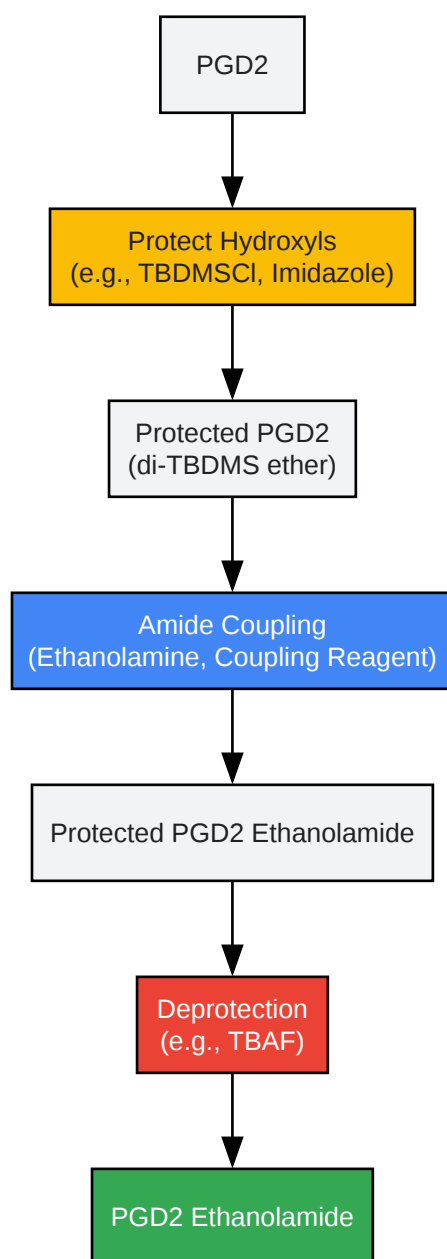 PGD2
Protect Hydroxyls
(e.g., TBDMSCl, Imidazole)
Protected PGD2
(di-TBDMS ether)
Amide Coupling
(Ethanolamine, Coupling Reagent)
Protected PGD2 Ethanolamide
Deprotection
(e.g., TBAF)
PGD2 Ethanolamide